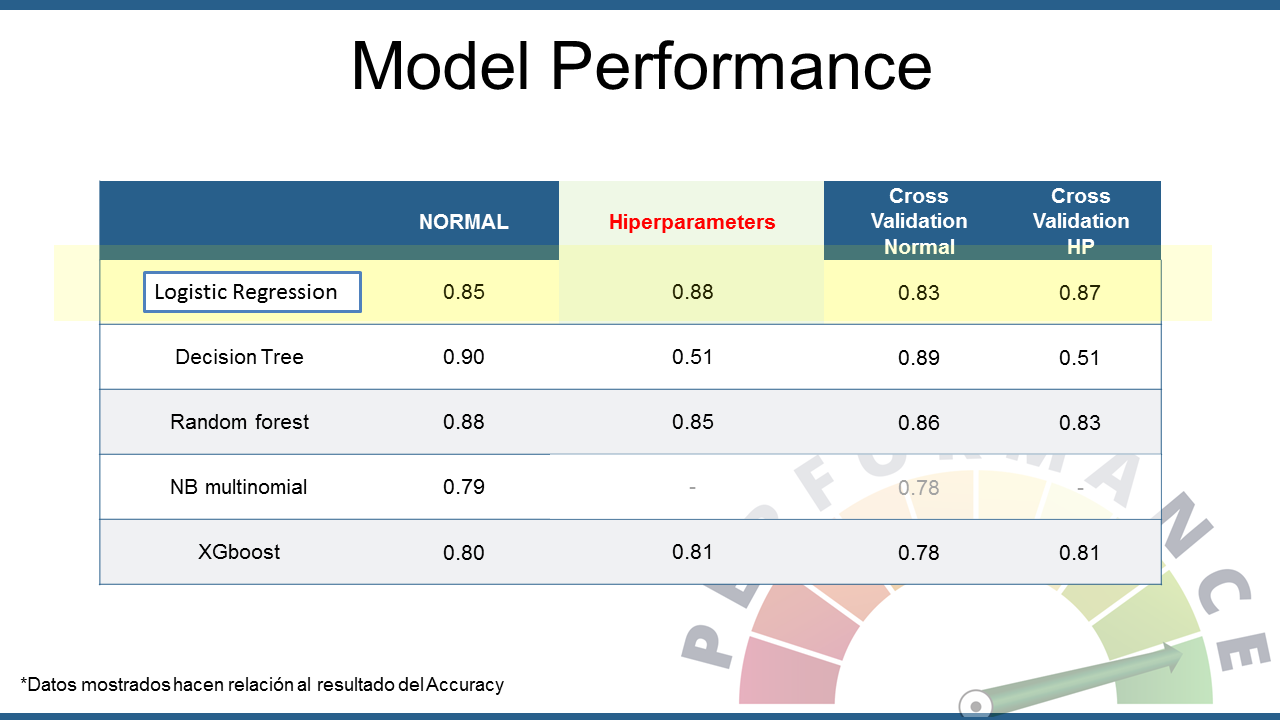 Model Performance
NORMAL
Hiperparameters
Cross
Validation
Normal
Cross
Validation
HP
Logistic Regression 0.85 0.88 0.83 0.87
Decision Tree 0.90 0.51 0.89 0.51
Random forest 0.88 0.85 0.86 0.83
NB multinomial 0.79 - 0.78 -
XGboost 0.80 0.81 0.78 0.81
PERFORMANCE
*Datos mostrados hacen relación al resultado del Accuracy